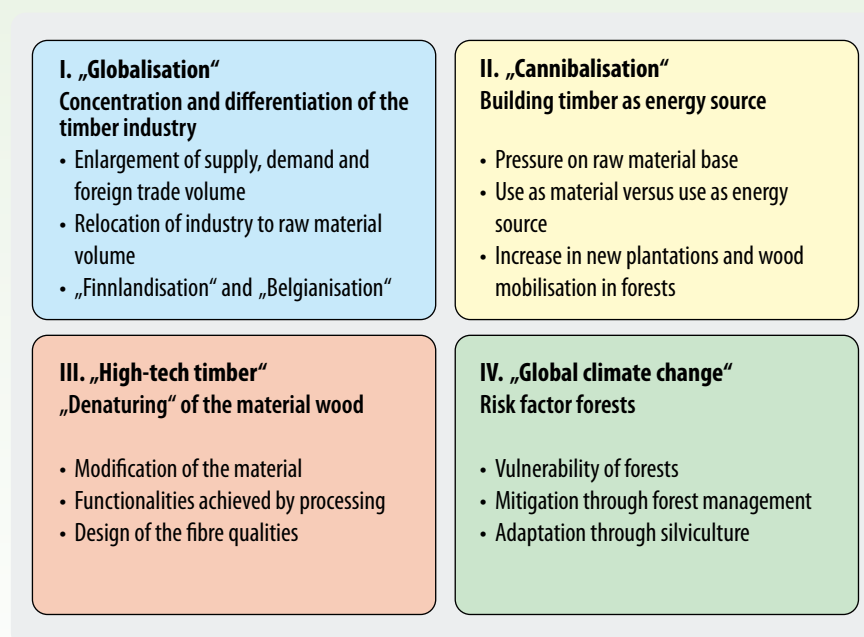 I. „Globalisation“
Concentration and differentiation of the
timber industry
• Enlargement of supply, demand and
foreign trade volume
• Relocation of industry to raw material
volume
• „Finnlandisation“ and „Belgianisation“
II. „Cannibalisation“
Building timber as energy source
• Pressure on raw material base
• Use as material versus use as energy
source
• Increase in new plantations and wood
mobilisation in forests
III. „High-tech timber“
„Denaturing“ of the material wood
• Modification of the material
• Functionalities achieved by processing
• Design of the fibre qualities
IV. „Global climate change“
Risk factor forests
• Vulnerability of forests
• Mitigation through forest management
• Adaptation through silviculture